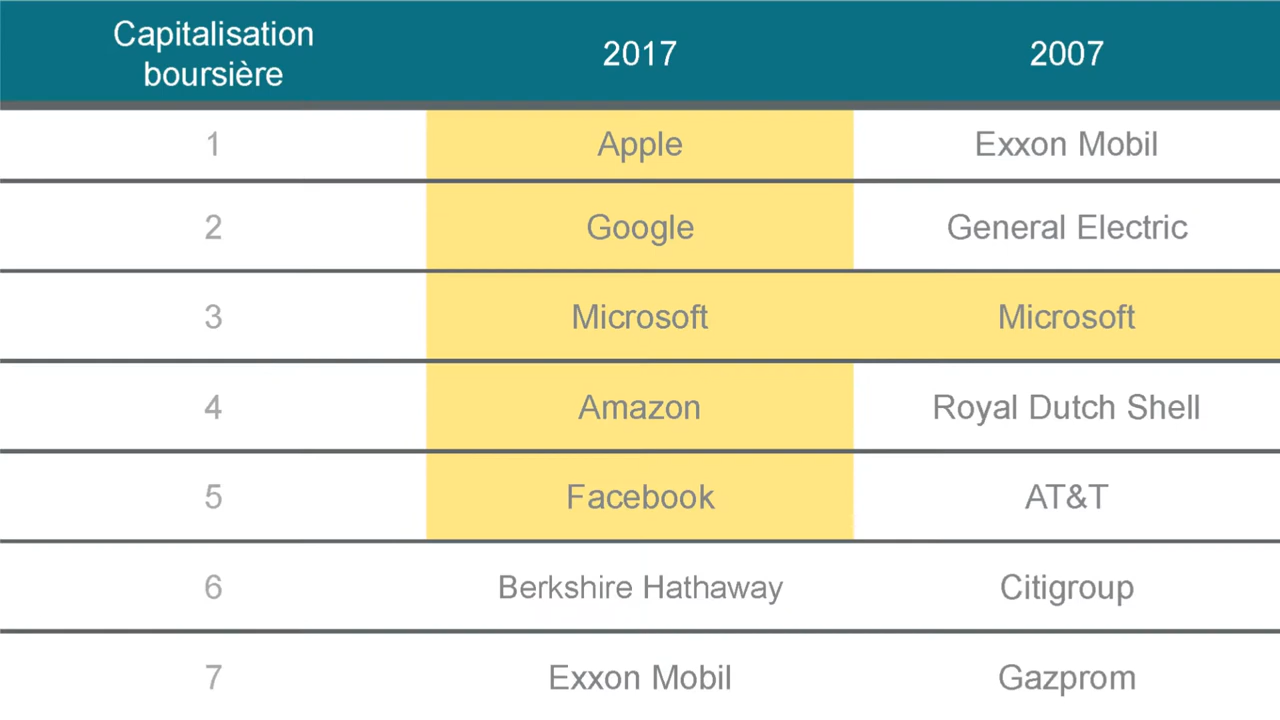 Capitalisation
boursière
2017
2007
1
Apple
Exxon Mobil
2
Google
General Electric
3
Microsoft
Microsoft
4
Amazon
Royal Dutch Shell
5
Facebook
AT&T
6
Berkshire Hathaway
Citigroup
7
Exxon Mobil
Gazprom